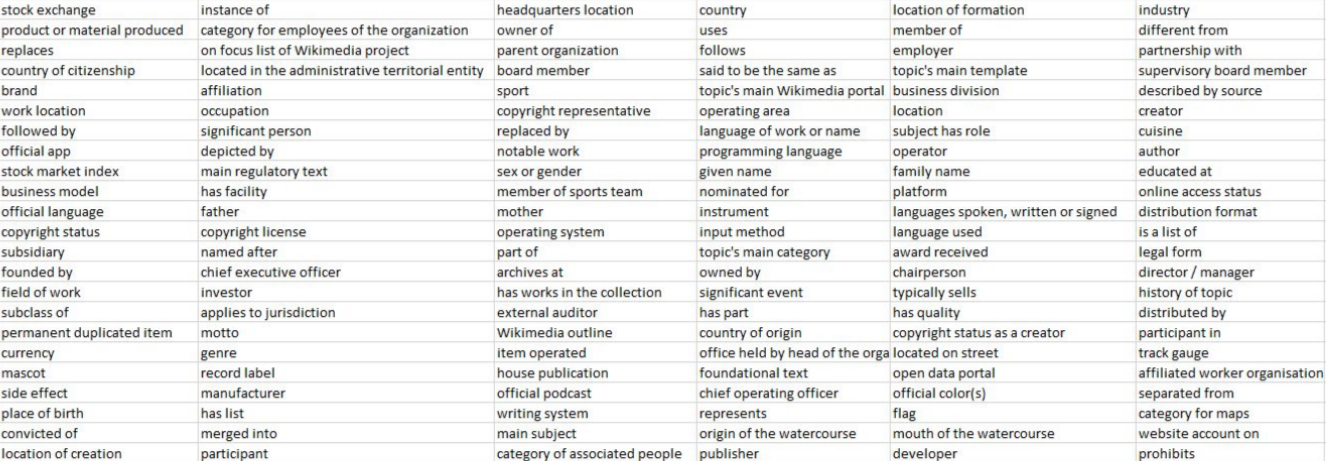 stock exchange instance of headquarters location country location of formation industry
product or material produced category for employees of the organization owner of uses member of different from
replaces on focus list of Wikimedia project parent organization follows employer partnership with
country of citizenship located in the administrative territorial entity board member said to be the same as topic's main template supervisory board member
brand affiliation sport topic's main Wikimedia portal business division described by source
work location occupation copyright representative operating area location creator
followed by significant person replaced by language of work or name subject has role cuisine
official app depicted by notable work programming language operator author
stock market index main regulatory text sex or gender given name family name educated at
business model has facility member of sports team nominated for platform online access status
official language father mother instrument languages spoken, written or signed distribution format
copyright status copyright license operating system input method language used is a list of
subsidiary named after part of topic's main category award received legal form
founded by chief executive officer archives at owned by chairperson director / manager
field of work investor has works in the collection significant event typically sells history of topic
subclass of applies to jurisdiction external auditor has part has quality distributed by
permanent duplicated item motto Wikimedia outline country of origin copyright status as a creator participant in
currency genre item operated office held by head of the orga located on street track gauge
mascot record label house publication foundational text open data portal affiliated worker organisation
side effect manufacturer official podcast chief operating officer official color(s) separated from
place of birth has list writing system represents flag category for maps
convicted of merged into main subject origin of the watercourse mouth of the watercourse website account on
location of creation participant category of associated people publisher developer prohibits